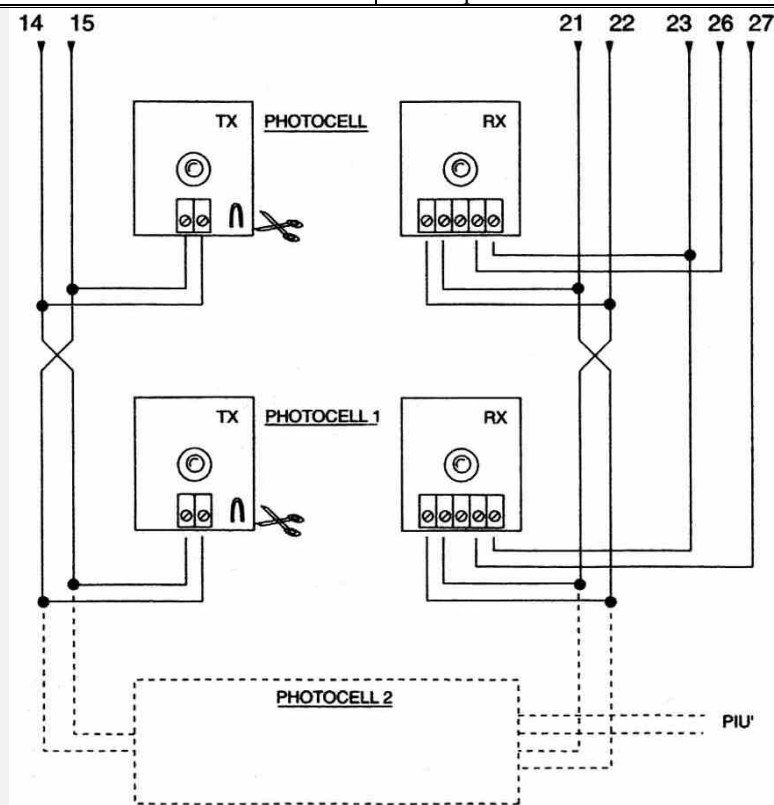 14 15 21 22 23 26 27
TX PHOTOCELL RX
TX PHOTOCELL 1 RX
PHOTOCELL 2
PIU'